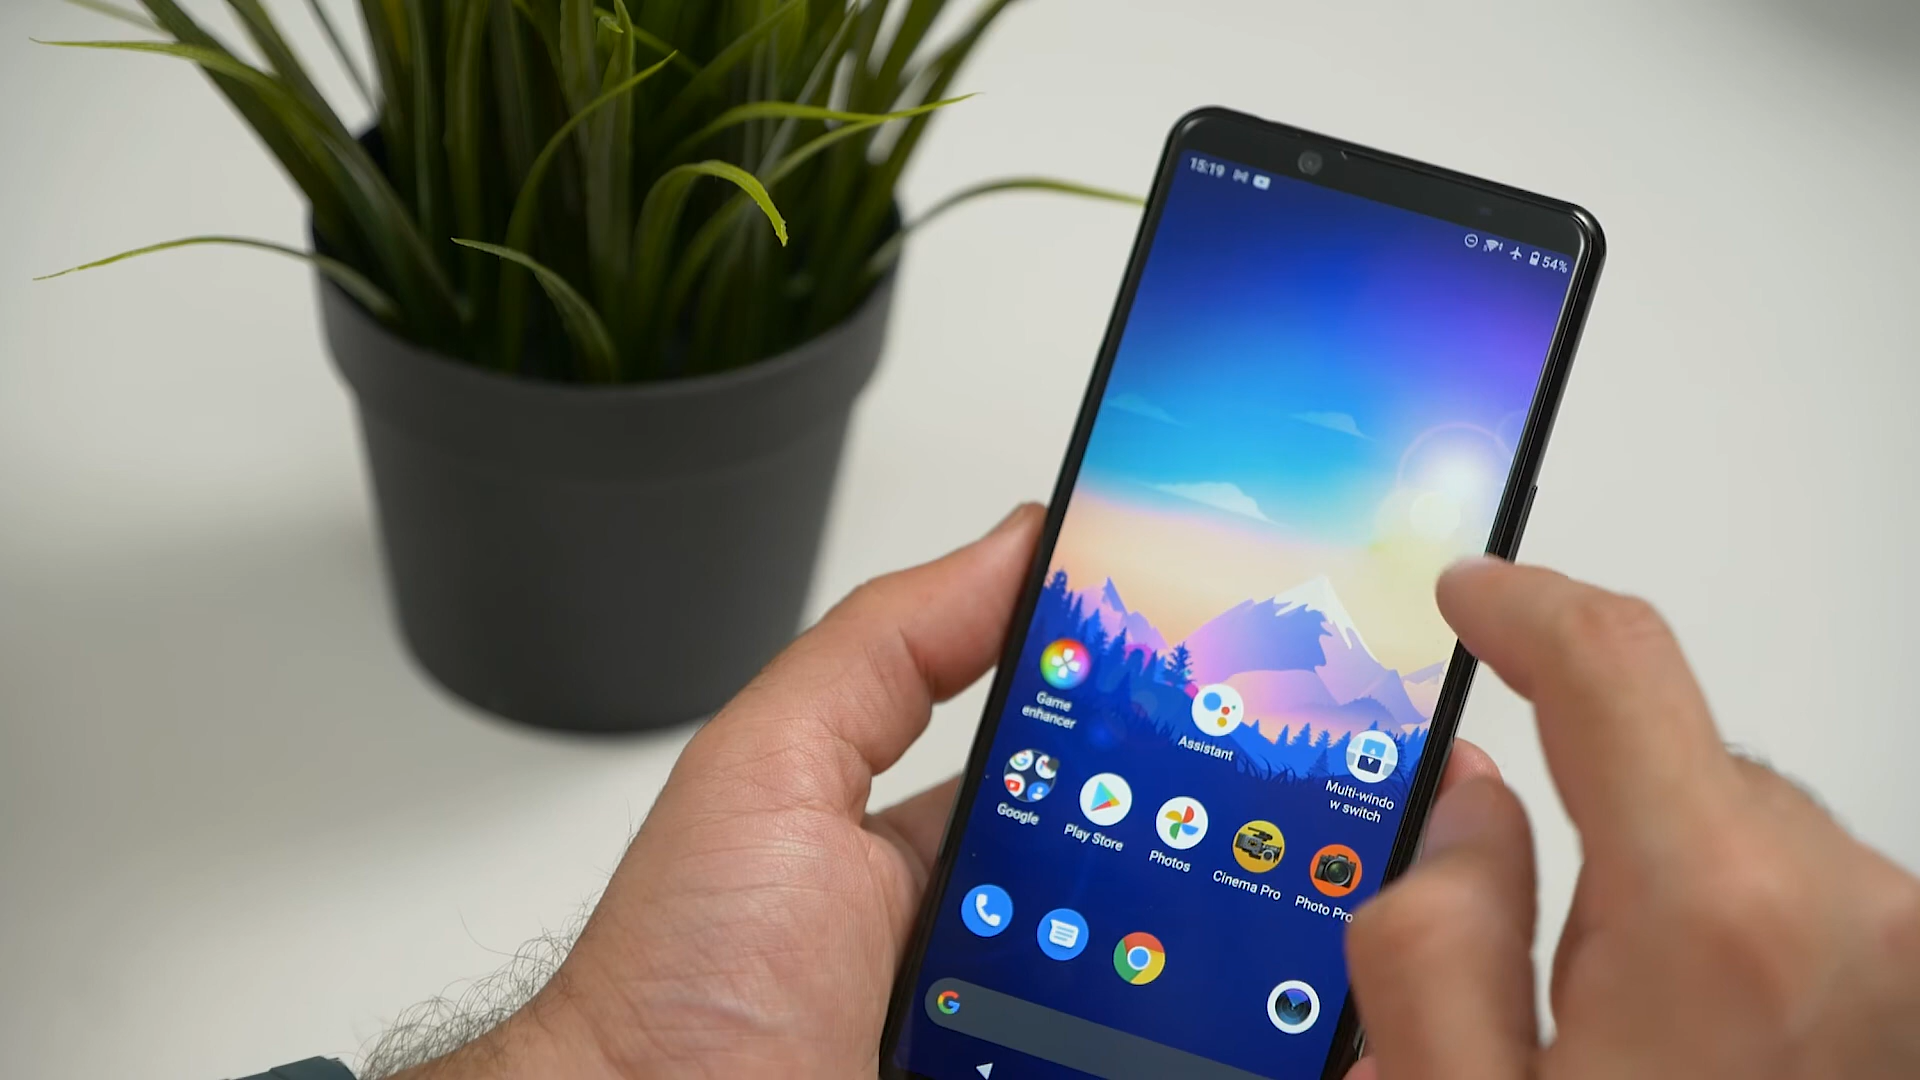 15:19
54%
Game
enhancer
Assistant
Multi-windo
w switch
Google
Play Store
Photos
Cinema Pro
Photo Pro